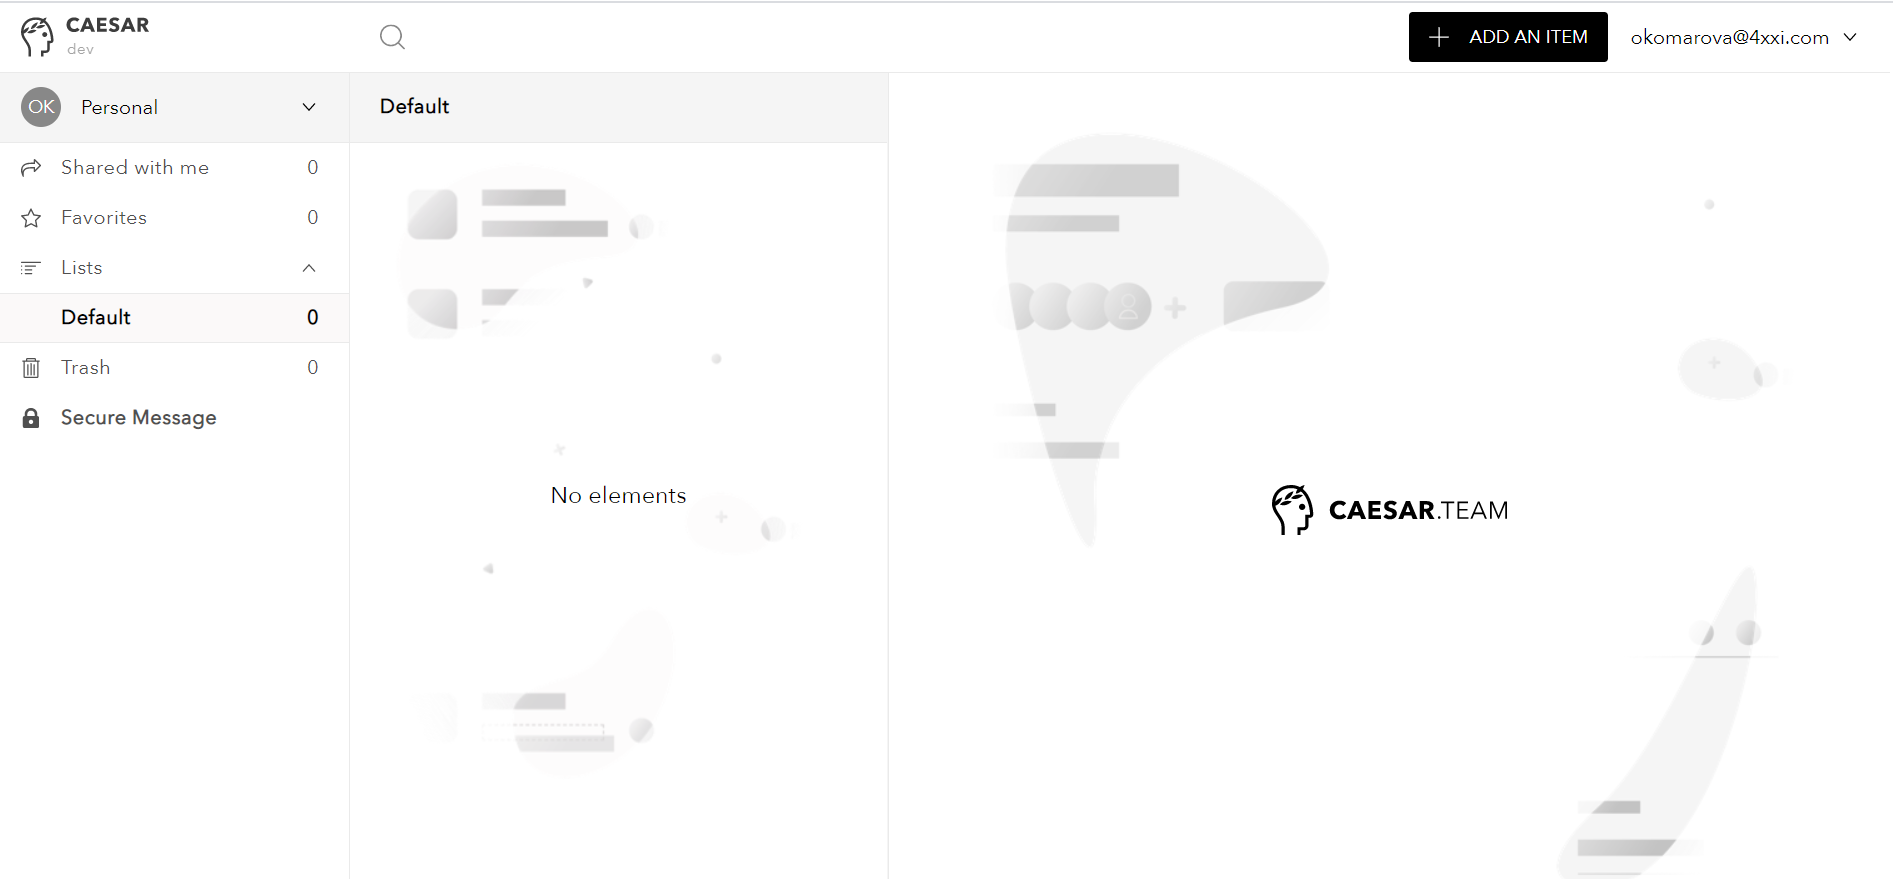 CAESAR
dev
ADD AN ITEM
okomarova@4xxi.com
OK
Personal
Default
Shared with me 0
Favorites 0
Lists
Default 0
Trash 0
Secure Message
No elements
CAESAR.TEAM